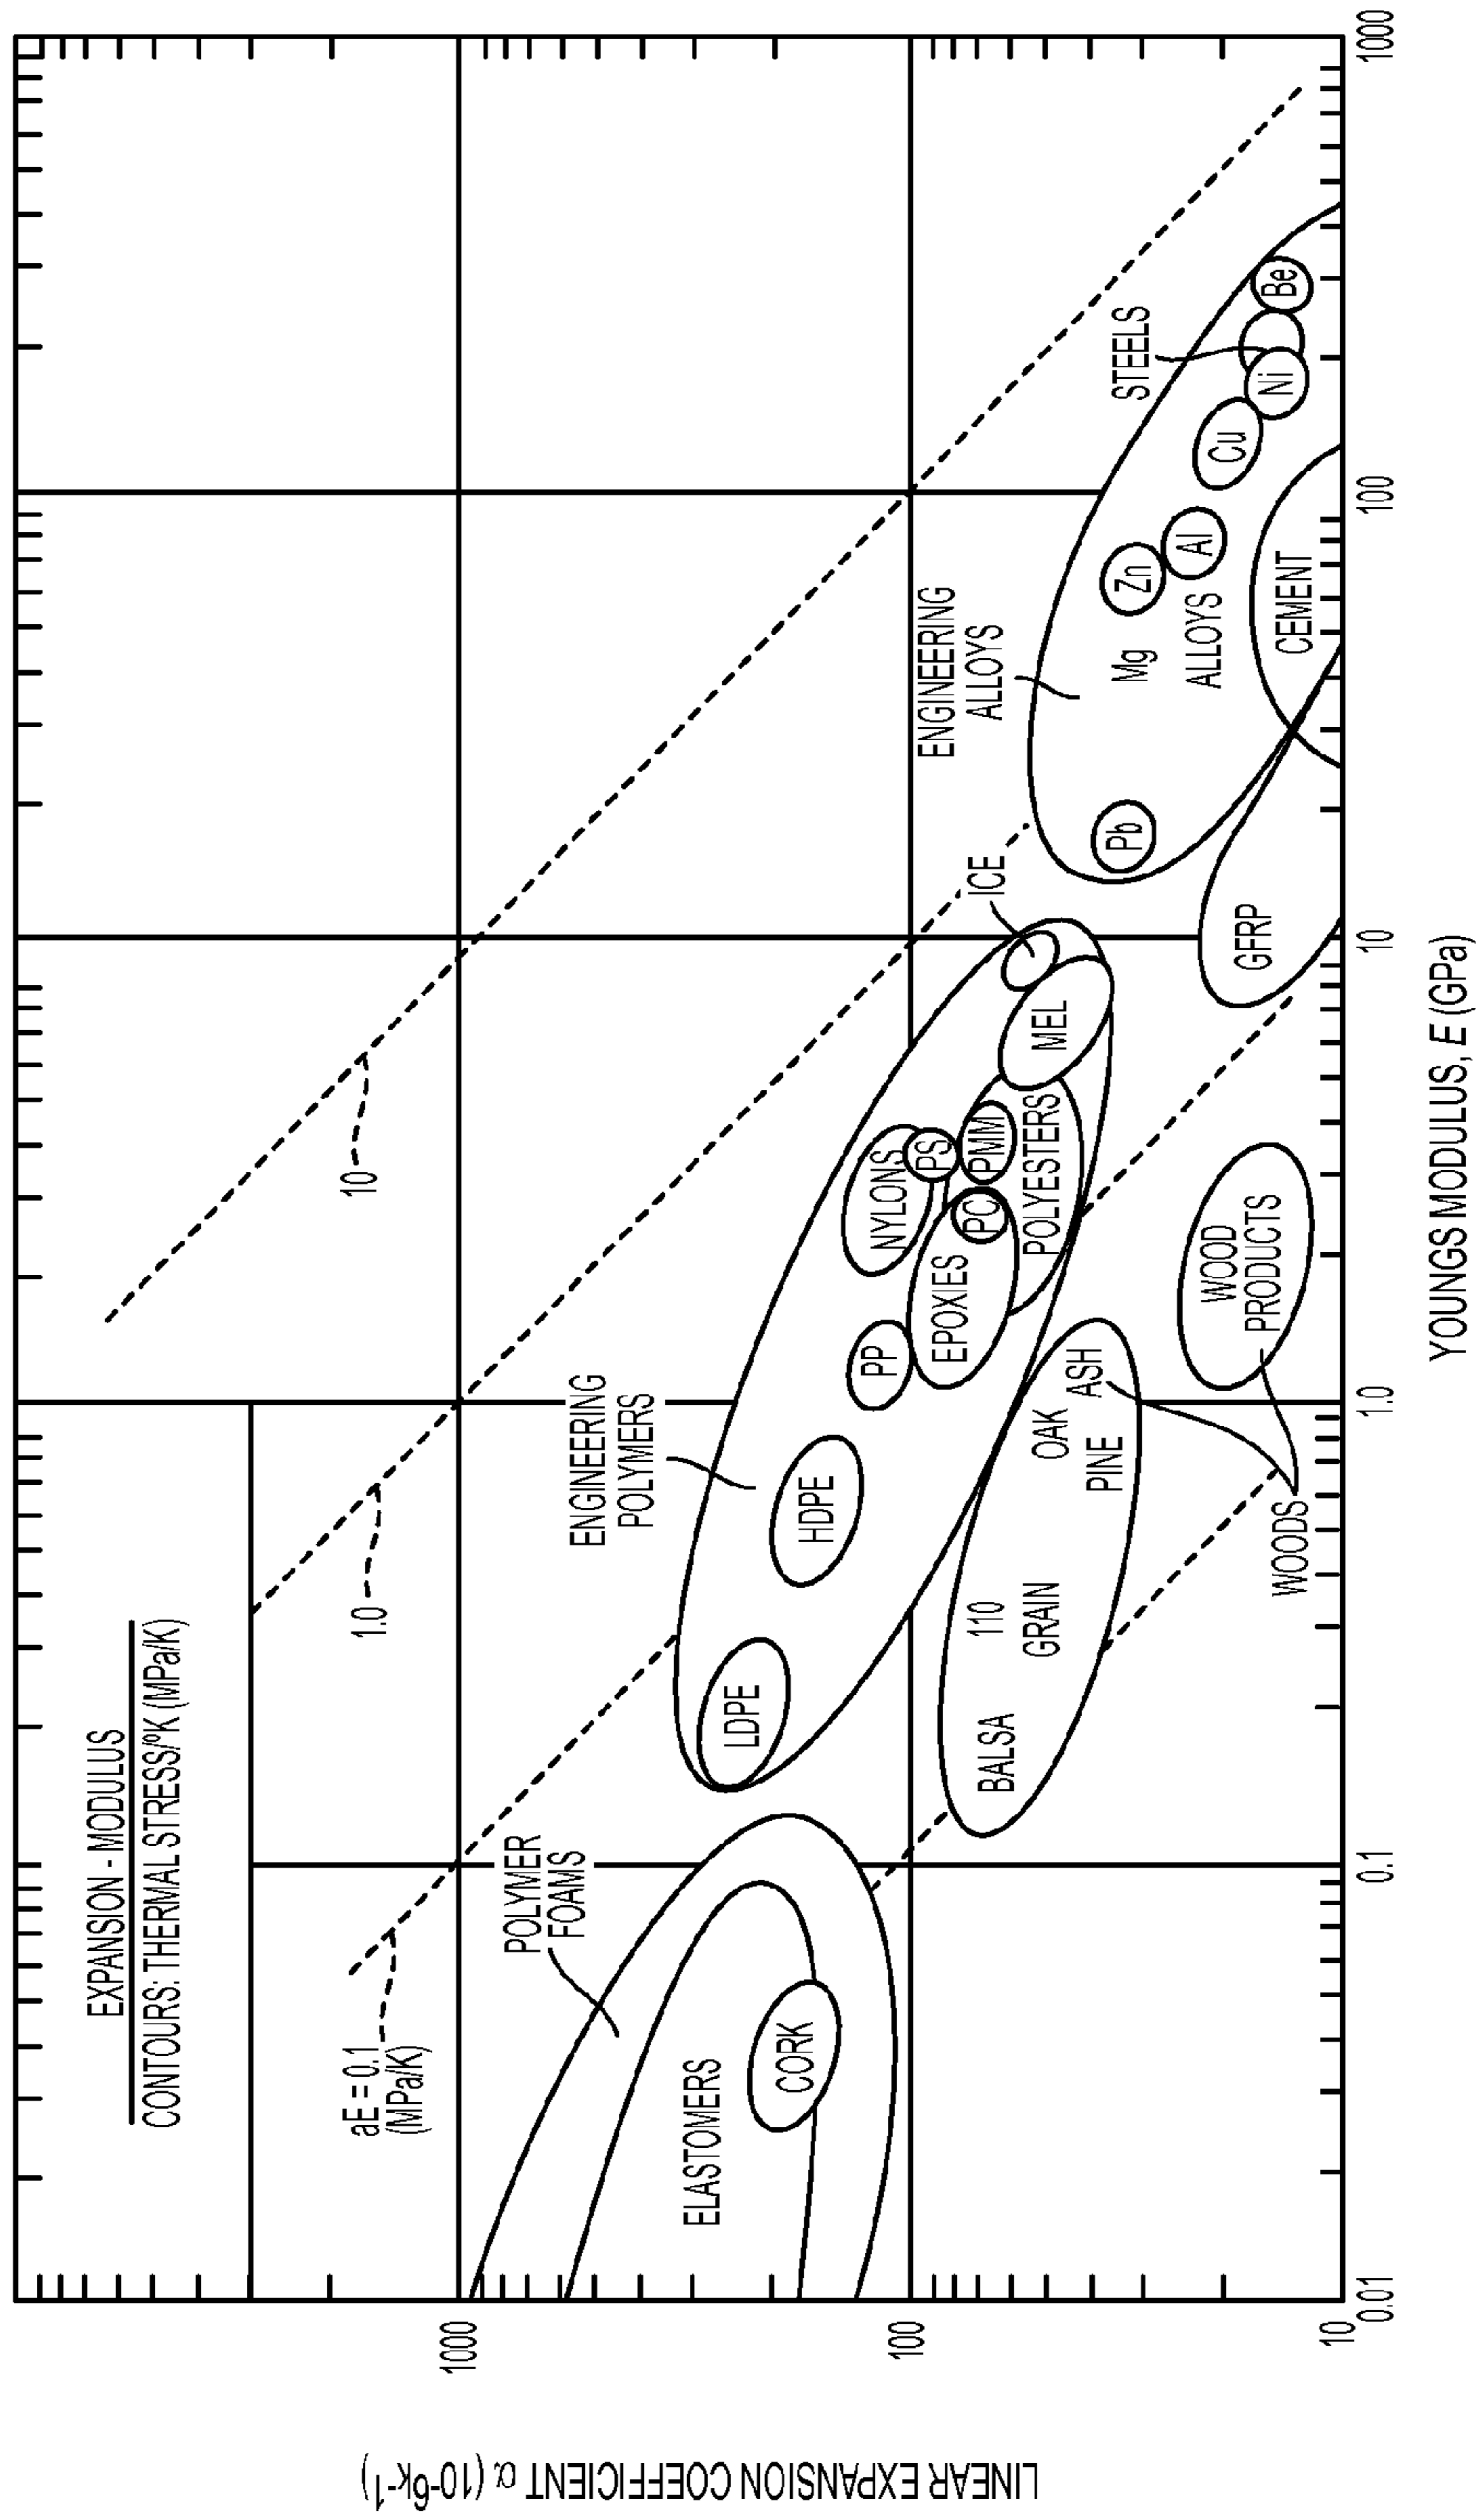 EXPANSION - MODULUS
CONTOURS: THERMAL STRESS/ºK (MPa/K)
aE = 0.1
(MPa/K)
1.0
10
1000
100
10
LINEAR EXPANSION COEFFICIENT α (10-6k-1)
POLYMER
FOAMS
ELASTOMERS
CORK
ENGINEERING
POLYMERS
LDPE
HDPE
PP
NYLONS
PS
EPOXIES
PC
PMM
POLYESTERS
MEL
ICE
BALSA
110
GRAIN
OAK
ASH
PINE
WOODS
WOOD
PRODUCTS
GFRP
ENGINEERING
ALLOYS
Pb
Mg
ALLOYS
Zn
Al
CEMENT
STEELS
Cu
Ni
Be
0.01
0.1
1.0
10
100
1000
YOUNGS MODULUS, E (GPa)